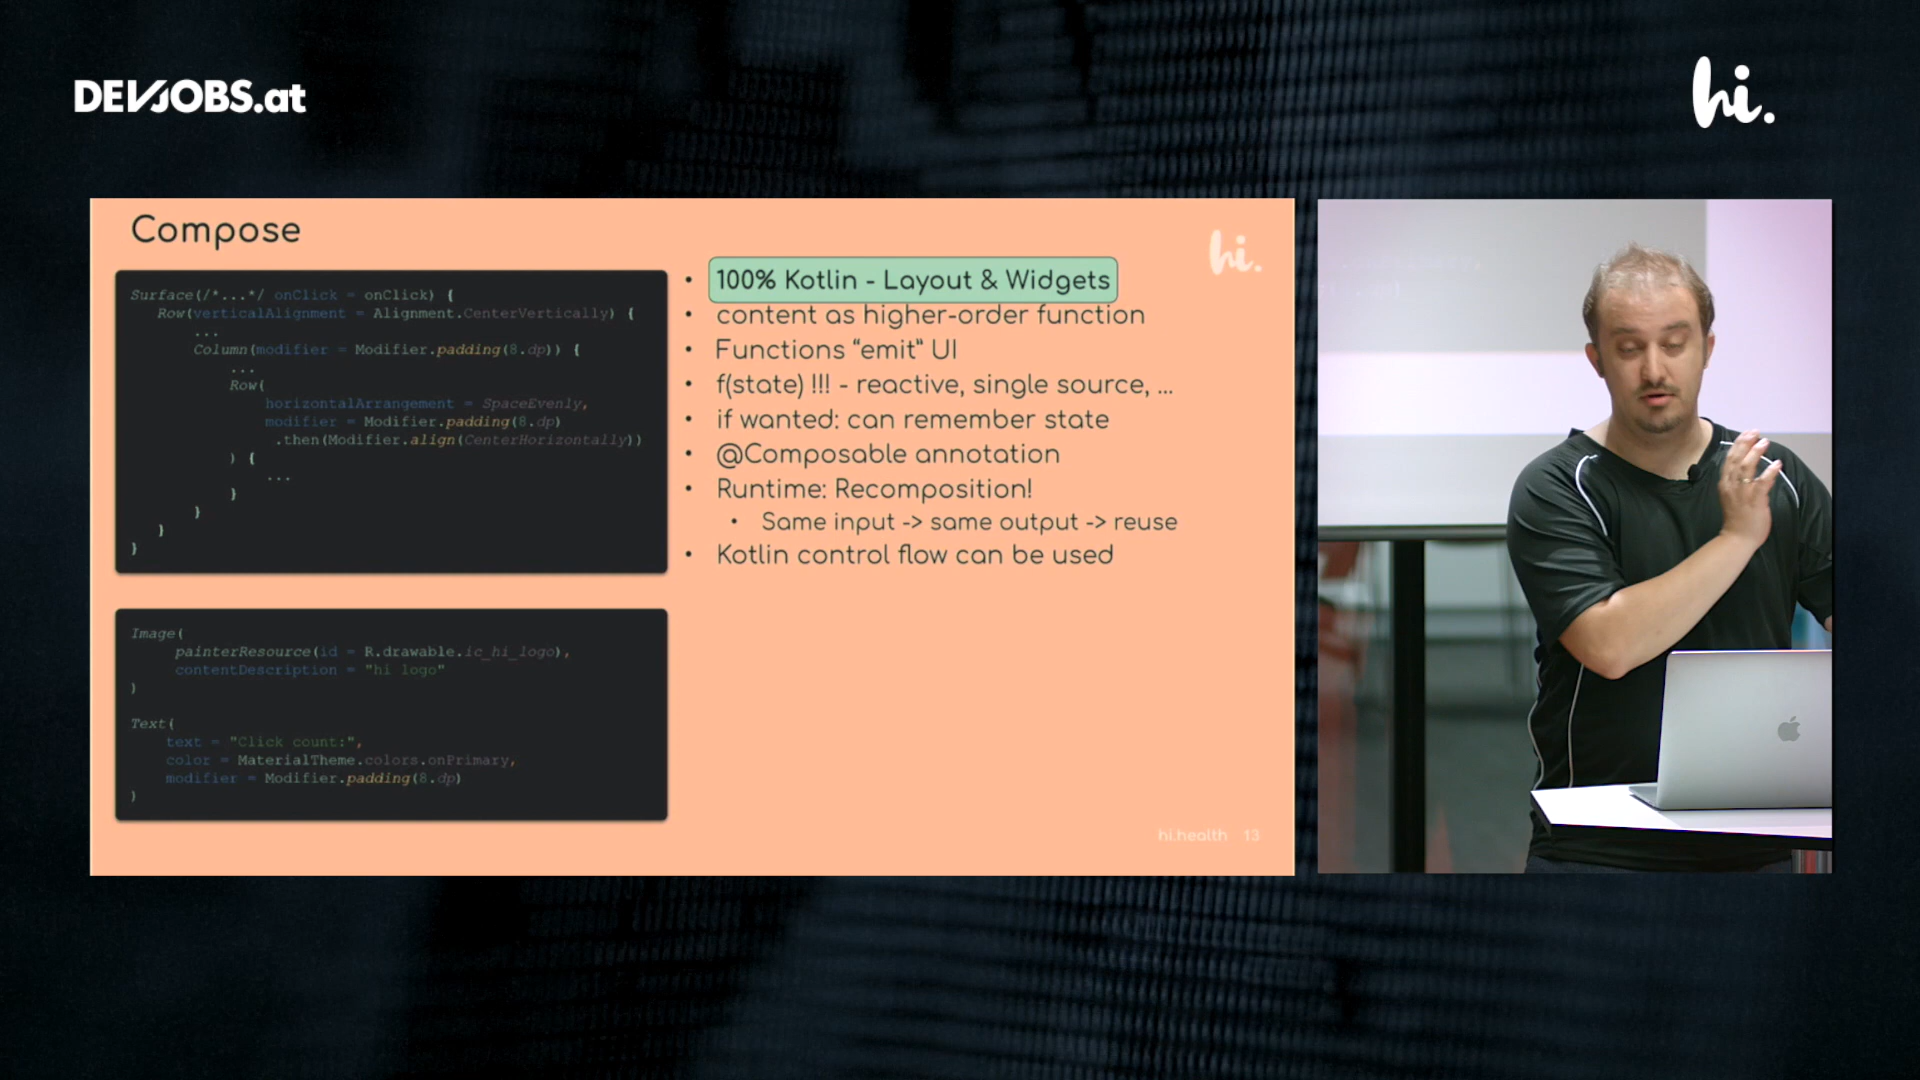 DEVJOBS.at
hi.
Compose
hi.
Surface(/*...*/ onClick = onClick) {
Row(verticalAlignment = Alignment.CenterVertically) {
...
Column(modifier = Modifier.padding(8.dp)) {
...
Row(
horizontalArrangement = SpaceEvenly,
modifier = Modifier.padding(8.dp)
.then(Modifier.align(CenterHorizontally))
) {
...
}
}
}
}
Image(
painterResource(id = R.drawable.ic_hi_logo),
contentDescription = "hi logo"
)
Text(
text = "Click count:",
color = MaterialTheme.colors.onPrimary,
modifier = Modifier.padding(8.dp)
)
• 100% Kotlin - Layout & Widgets
• content as higher-order function
• Functions “emit” UI
• f(state) !!! - reactive, single source, ...
• if wanted: can remember state
• @Composable annotation
• Runtime: Recomposition!
• Same input -> same output -> reuse
• Kotlin control flow can be used
hi.health 13